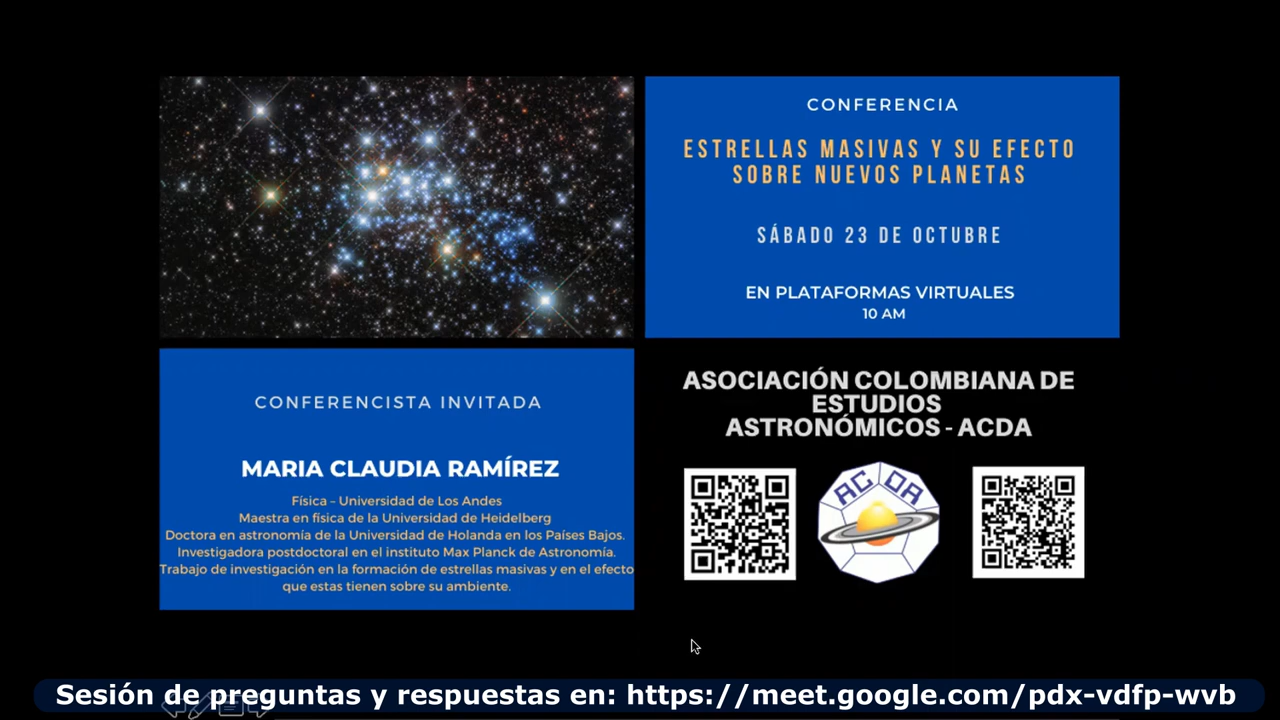 CONFERENCIA
ESTRELLAS MASIVAS Y SU EFECTO
SOBRE NUEVOS PLANETAS
SÁBADO 23 DE OCTUBRE
EN PLATAFORMAS VIRTUALES
10 AM
CONFERENCISTA INVITADA
MARIA CLAUDIA RAMÍREZ
Física – Universidad de Los Andes
Maestra en física de la Universidad de Heidelberg
Doctora en astronomía de la Universidad de Holanda en los Países Bajos.
Investigadora postdoctoral en el instituto Max Planck de Astronomía.
Trabajo de investigación en la formación de estrellas masivas y en el efecto
que estas tienen sobre su ambiente.
ASOCIACIÓN COLOMBIANA DE
ESTUDIOS
ASTRONÓMICOS - ACDA
ACDA
Sesión de preguntas y respuestas en: https://meet.google.com/pdx-vdfp-wvb